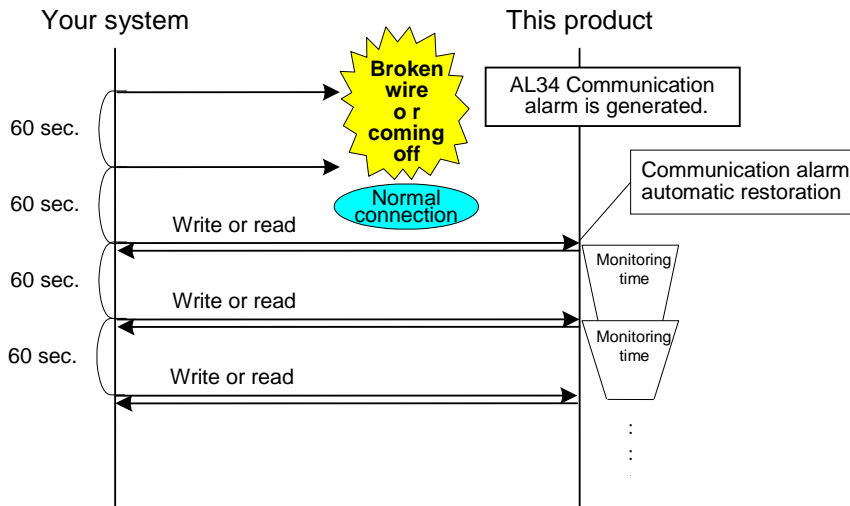 Your system
This product
Broken
wire
o r
coming
off
AL34 Communication
alarm is generated.
60 sec.
Communication alarm
automatic restoration
60 sec.
Normal
connection
Write or read
Monitoring
time
60 sec.
Write or read
Monitoring
time
60 sec.
Write or read
:
:
.